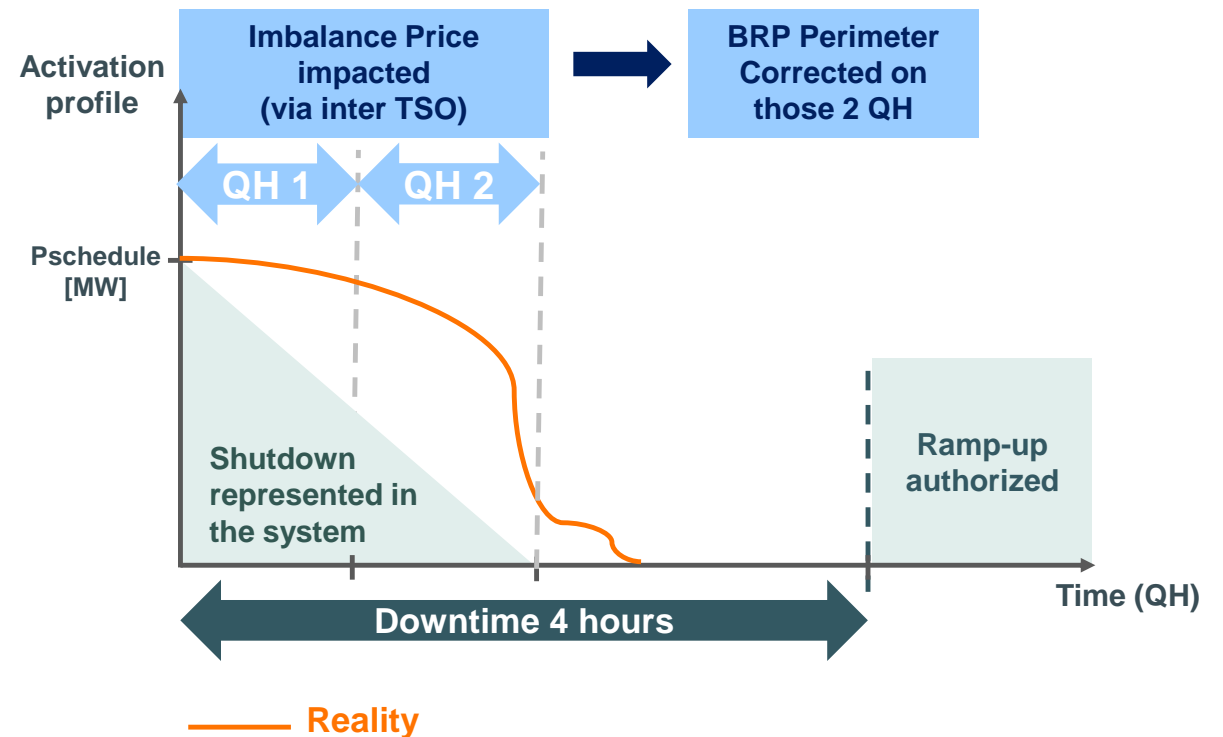 Imbalance Price
impacted
(via inter TSO)
BRP Perimeter
Corrected on
those 2 QH
Activation
profile
QH 1
QH 2
Pschedule
[MW]
Shutdown
represented in
the system
Ramp-up
authorized
Time (QH)
Downtime 4 hours
Reality